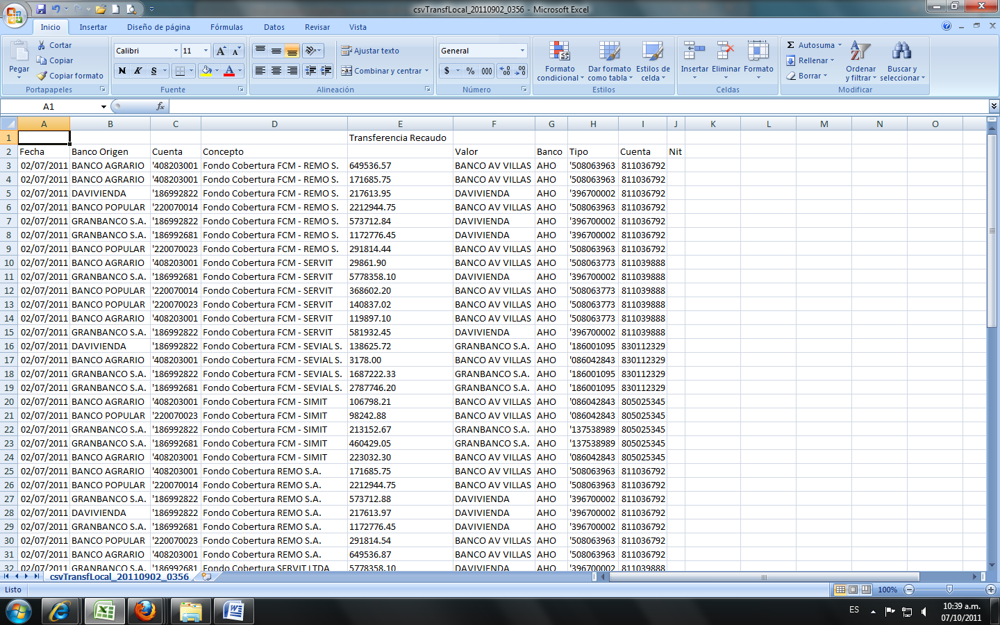 csvTransfLocal_20110902_0356 - Microsoft Excel
Inicio Insertar Diseño de página Fórmulas Datos Revisar Vista
Pegar Cortar Copiar Copiar formato
Calibri 11
N K S
Ajustar texto
Combinar y centrar
General
$ % 000
Formato condicional Dar formato como tabla Estilos de celda
Insertar Eliminar Formato
Autosuma Rellenar Borrar
Ordenar y filtrar Buscar y seleccionar
Portapapeles Fuente Alineación Número Estilos Celdas Modificar
A1 fx
A B C D E F G H I J K L M N O
1 Transferencia Recaudo
2 Fecha Banco Origen Cuenta Concepto Valor Banco Tipo Cuenta Nit
3 02/07/2011 BANCO AGRARIO '408203001 Fondo Cobertura FCM - REMO S. 649536.57 BANCO AV VILLAS AHO '508063963 811036792
4 02/07/2011 BANCO AGRARIO '408203001 Fondo Cobertura FCM - REMO S. 171685.75 BANCO AV VILLAS AHO '508063963 811036792
5 02/07/2011 DAVIVIENDA '186992822 Fondo Cobertura FCM - REMO S. 217613.95 DAVIVIENDA AHO '396700002 811036792
6 02/07/2011 BANCO POPULAR '220070014 Fondo Cobertura FCM - REMO S. 2212944.75 BANCO AV VILLAS AHO '508063963 811036792
7 02/07/2011 GRANBANCO S.A. '186992822 Fondo Cobertura FCM - REMO S. 573712.84 DAVIVIENDA AHO '396700002 811036792
8 02/07/2011 GRANBANCO S.A. '186992681 Fondo Cobertura FCM - REMO S. 1172776.45 DAVIVIENDA AHO '396700002 811036792
9 02/07/2011 BANCO POPULAR '220070023 Fondo Cobertura FCM - REMO S. 291814.44 BANCO AV VILLAS AHO '508063963 811036792
10 02/07/2011 BANCO AGRARIO '408203001 Fondo Cobertura FCM - SERVIT 29861.90 BANCO AV VILLAS AHO '508063773 811039888
11 02/07/2011 GRANBANCO S.A. '186992681 Fondo Cobertura FCM - SERVIT 5778358.10 DAVIVIENDA AHO '396700002 811039888
12 02/07/2011 BANCO POPULAR '220070014 Fondo Cobertura FCM - SERVIT 368602.20 BANCO AV VILLAS AHO '508063773 811039888
13 02/07/2011 BANCO POPULAR '220070023 Fondo Cobertura FCM - SERVIT 140837.02 BANCO AV VILLAS AHO '508063773 811039888
14 02/07/2011 BANCO AGRARIO '408203001 Fondo Cobertura FCM - SERVIT 119897.10 BANCO AV VILLAS AHO '508063773 811039888
15 02/07/2011 GRANBANCO S.A. '186992822 Fondo Cobertura FCM - SERVIT 581932.45 DAVIVIENDA AHO '396700002 811039888
16 02/07/2011 DAVIVIENDA '186992822 Fondo Cobertura FCM - SEVIAL S. 138625.72 GRANBANCO S.A. AHO '186001095 830112329
17 02/07/2011 BANCO AGRARIO '408203001 Fondo Cobertura FCM - SEVIAL S. 3178.00 BANCO AV VILLAS AHO '086042843 830112329
18 02/07/2011 GRANBANCO S.A. '186992822 Fondo Cobertura FCM - SEVIAL S. 1687222.33 GRANBANCO S.A. AHO '186001095 830112329
19 02/07/2011 GRANBANCO S.A. '186992681 Fondo Cobertura FCM - SEVIAL S. 2787746.20 GRANBANCO S.A. AHO '186001095 830112329
20 02/07/2011 BANCO AGRARIO '408203001 Fondo Cobertura FCM - SIMIT 106798.21 BANCO AV VILLAS AHO '086042843 805025345
21 02/07/2011 BANCO POPULAR '220070023 Fondo Cobertura FCM - SIMIT 98242.88 BANCO AV VILLAS AHO '086042843 805025345
22 02/07/2011 GRANBANCO S.A. '186992822 Fondo Cobertura FCM - SIMIT 213152.67 GRANBANCO S.A. AHO '137538989 805025345
23 02/07/2011 GRANBANCO S.A. '186992681 Fondo Cobertura FCM - SIMIT 460429.05 GRANBANCO S.A. AHO '137538989 805025345
24 02/07/2011 BANCO AGRARIO '408203001 Fondo Cobertura FCM - SIMIT 223032.30 BANCO AV VILLAS AHO '086042843 805025345
25 02/07/2011 BANCO AGRARIO '408203001 Fondo Cobertura REMO S.A. 171685.75 BANCO AV VILLAS AHO '508063963 811036792
26 02/07/2011 BANCO POPULAR '220070014 Fondo Cobertura REMO S.A. 2212944.75 BANCO AV VILLAS AHO '508063963 811036792
27 02/07/2011 GRANBANCO S.A. '186992822 Fondo Cobertura REMO S.A. 573712.88 DAVIVIENDA AHO '396700002 811036792
28 02/07/2011 DAVIVIENDA '186992822 Fondo Cobertura REMO S.A. 217613.97 DAVIVIENDA AHO '396700002 811036792
29 02/07/2011 GRANBANCO S.A. '186992681 Fondo Cobertura REMO S.A. 1172776.45 DAVIVIENDA AHO '396700002 811036792
30 02/07/2011 BANCO POPULAR '220070023 Fondo Cobertura REMO S.A. 291814.54 BANCO AV VILLAS AHO '508063963 811036792
31 02/07/2011 BANCO AGRARIO '408203001 Fondo Cobertura REMO S.A. 649536.87 BANCO AV VILLAS AHO '508063963 811036792
32 02/07/2011 GRANBANCO S.A. '186992681 Fondo Cobertura SERVIT LTDA 5778358.10 DAVIVIENDA AHO '396700002 811039888
csvTransfLocal_20110902_0356
Listo 100%
ES 10:39 a.m.
07/10/2011